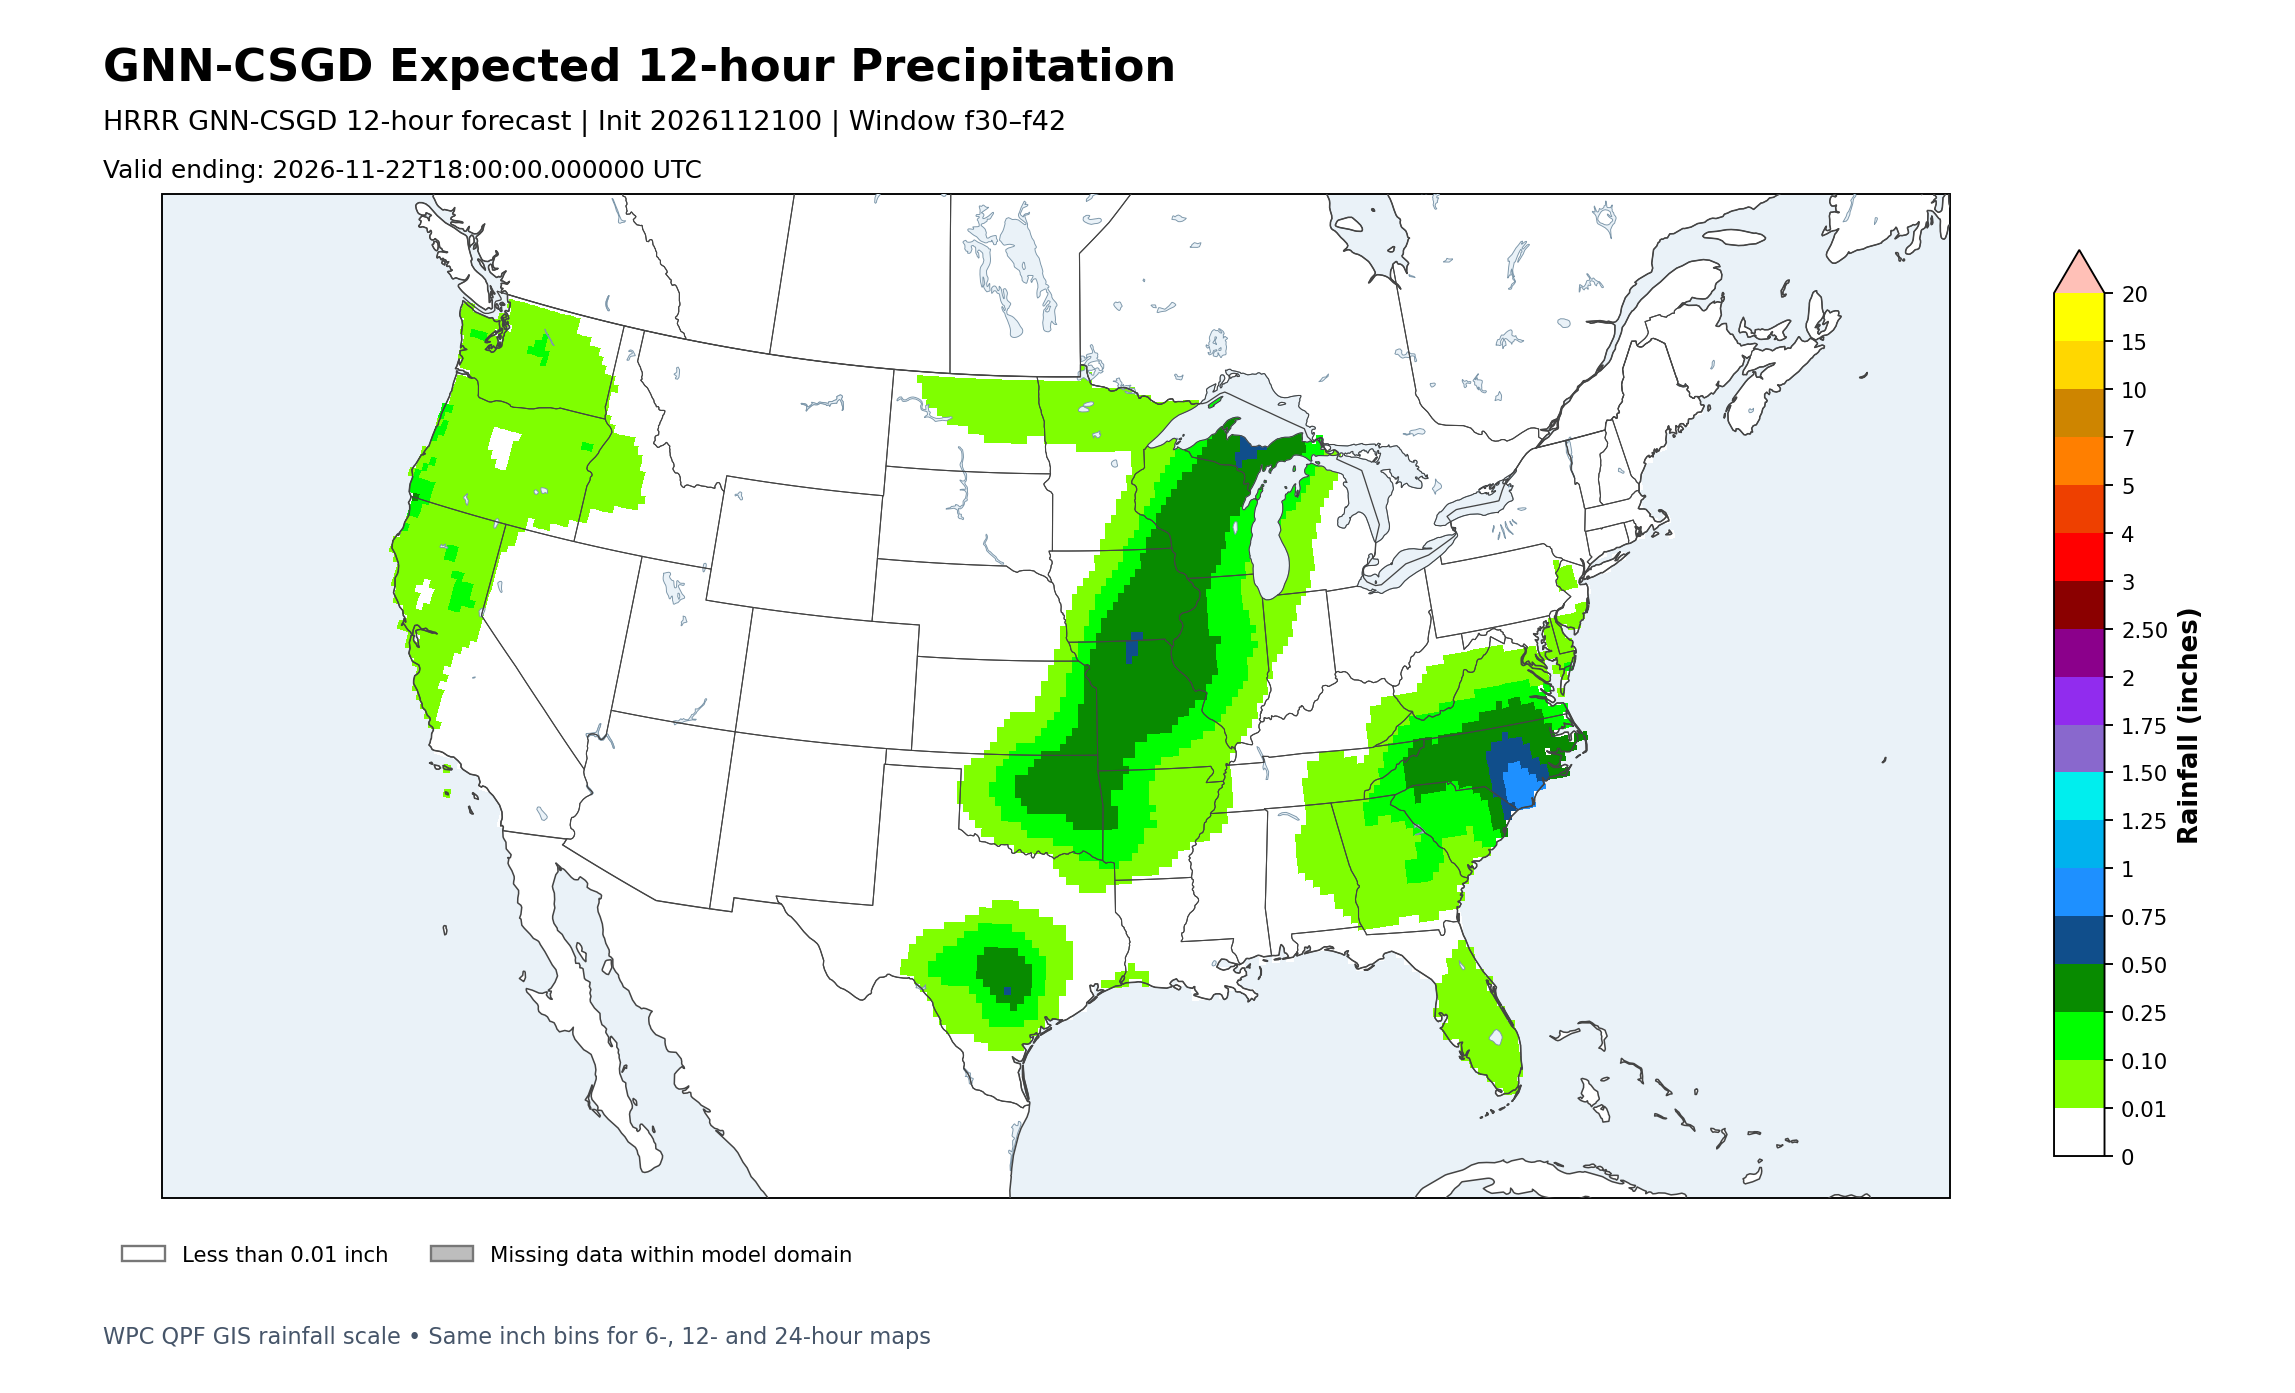 GNN-CSGD Expected 12-hour Precipitation
HRRR GNN-CSGD 12-hour forecast | Init 2026112100 | Window f30–f42
Valid ending: 2026-11-22T18:00:00.000000 UTC
20
15
10
7
5
4
3
2.50
2
1.75
1.50
1.25
1
0.75
0.50
0.25
0.10
0.01
0
Rainfall (inches)
Less than 0.01 inch
Missing data within model domain
WPC QPF GIS rainfall scale • Same inch bins for 6-, 12- and 24-hour maps